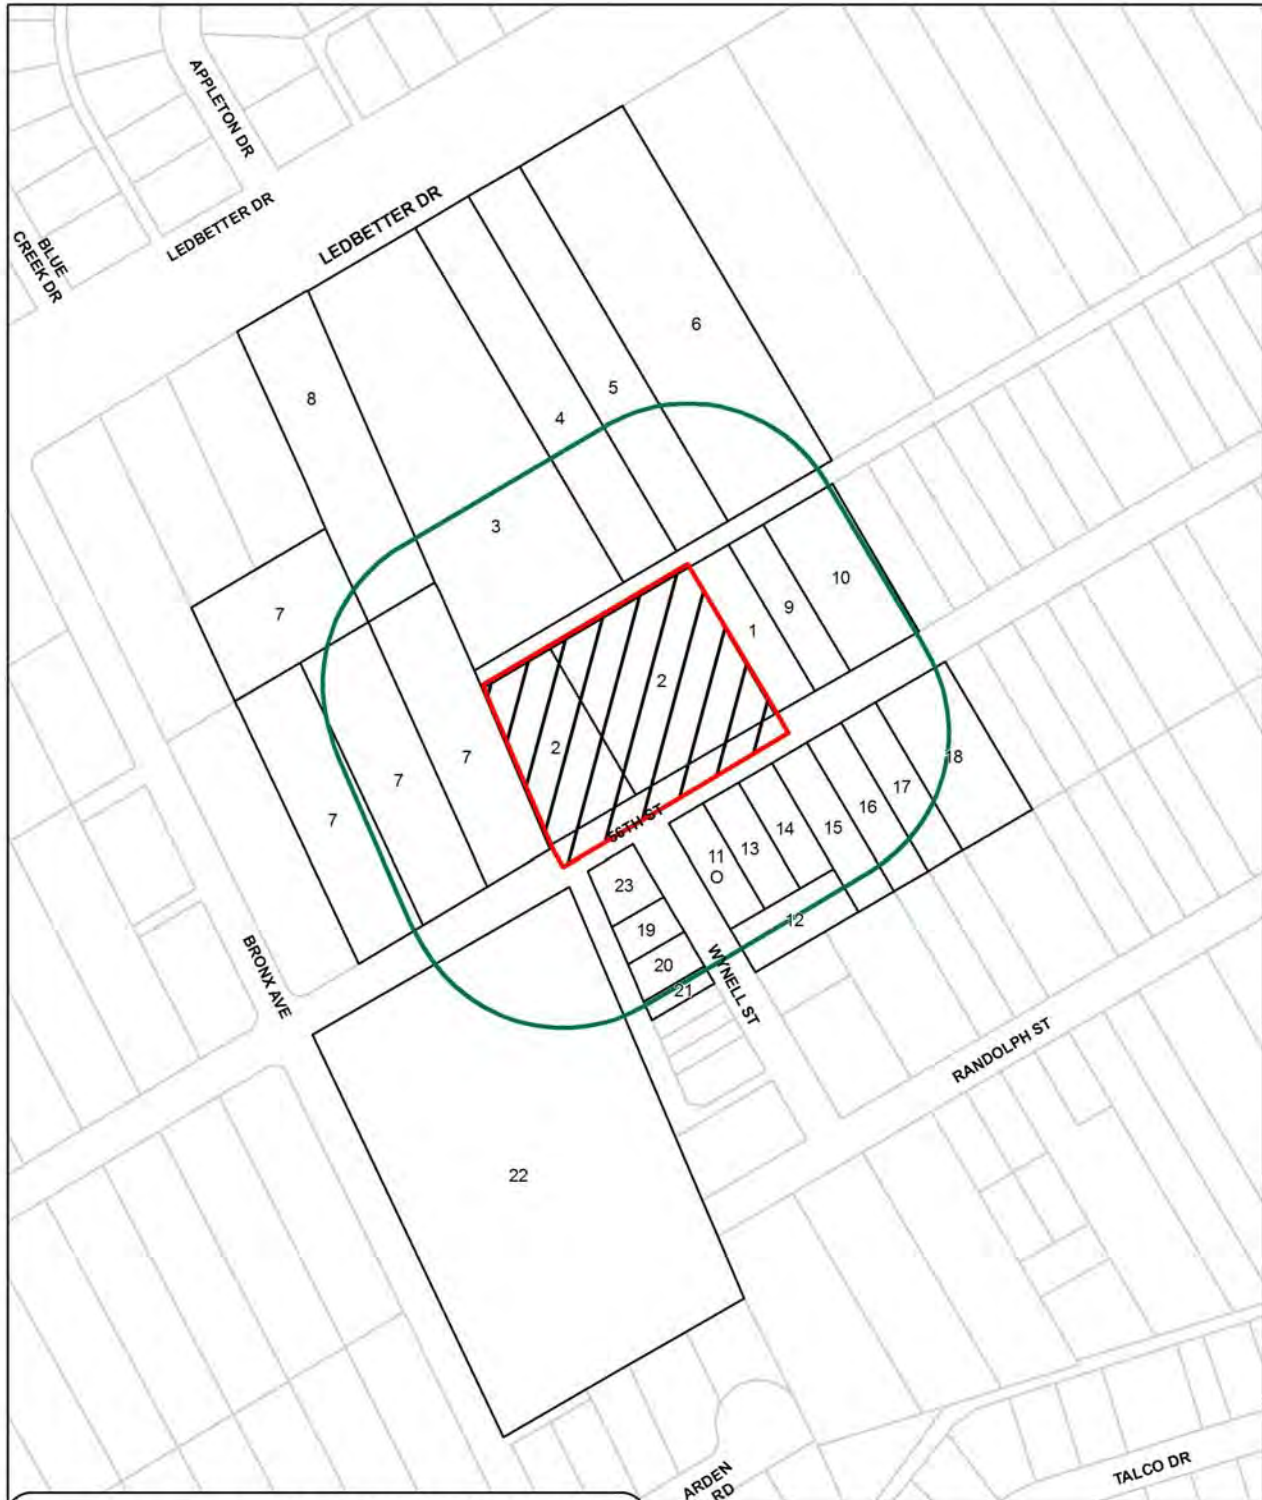 APPLETON DR
LEDBETTER DR
LEDBETTER DR
BLUE
CREEK DR
6
8
5
4
3
10
7
9
1
2
2
7
7
7
18
17
16
15
14
13
11
O
56TH ST
23
12
19
20
21
WYNELL ST
BRONX AVE
RANDOLPH ST
22
ARDEN
RD
TALCO DR